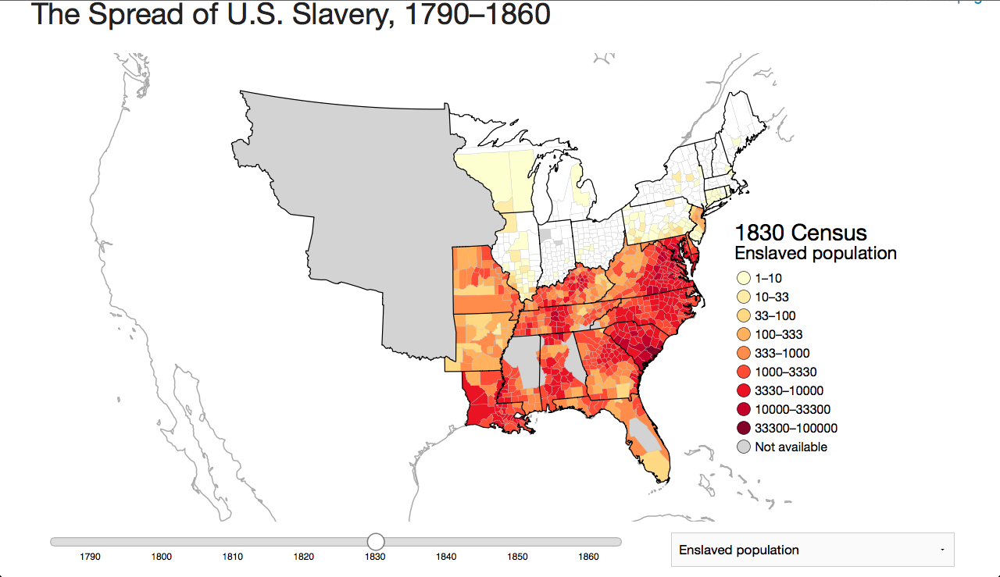 The Spread of U.S. Slavery, 1790–1860
1830 Census
Enslaved population
1–10
10–33
33–100
100–333
333–1000
1000–3330
3330–10000
10000–33300
33300–100000
Not available
1790 1800 1810 1820 1830 1840 1850 1860
Enslaved population